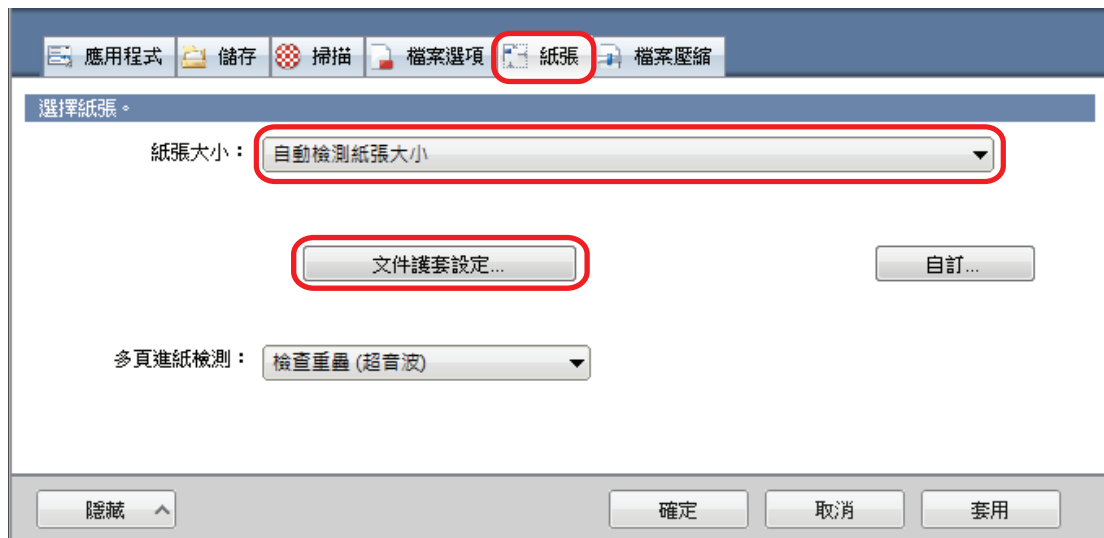 應用程式 儲存 掃描 檔案選項 紙張 檔案壓縮
選擇紙張。
紙張大小： 自動檢測紙張大小
文件護套設定... 自訂...
多頁進紙檢測： 檢查重疊 (超音波)
隱藏 確定 取消 套用